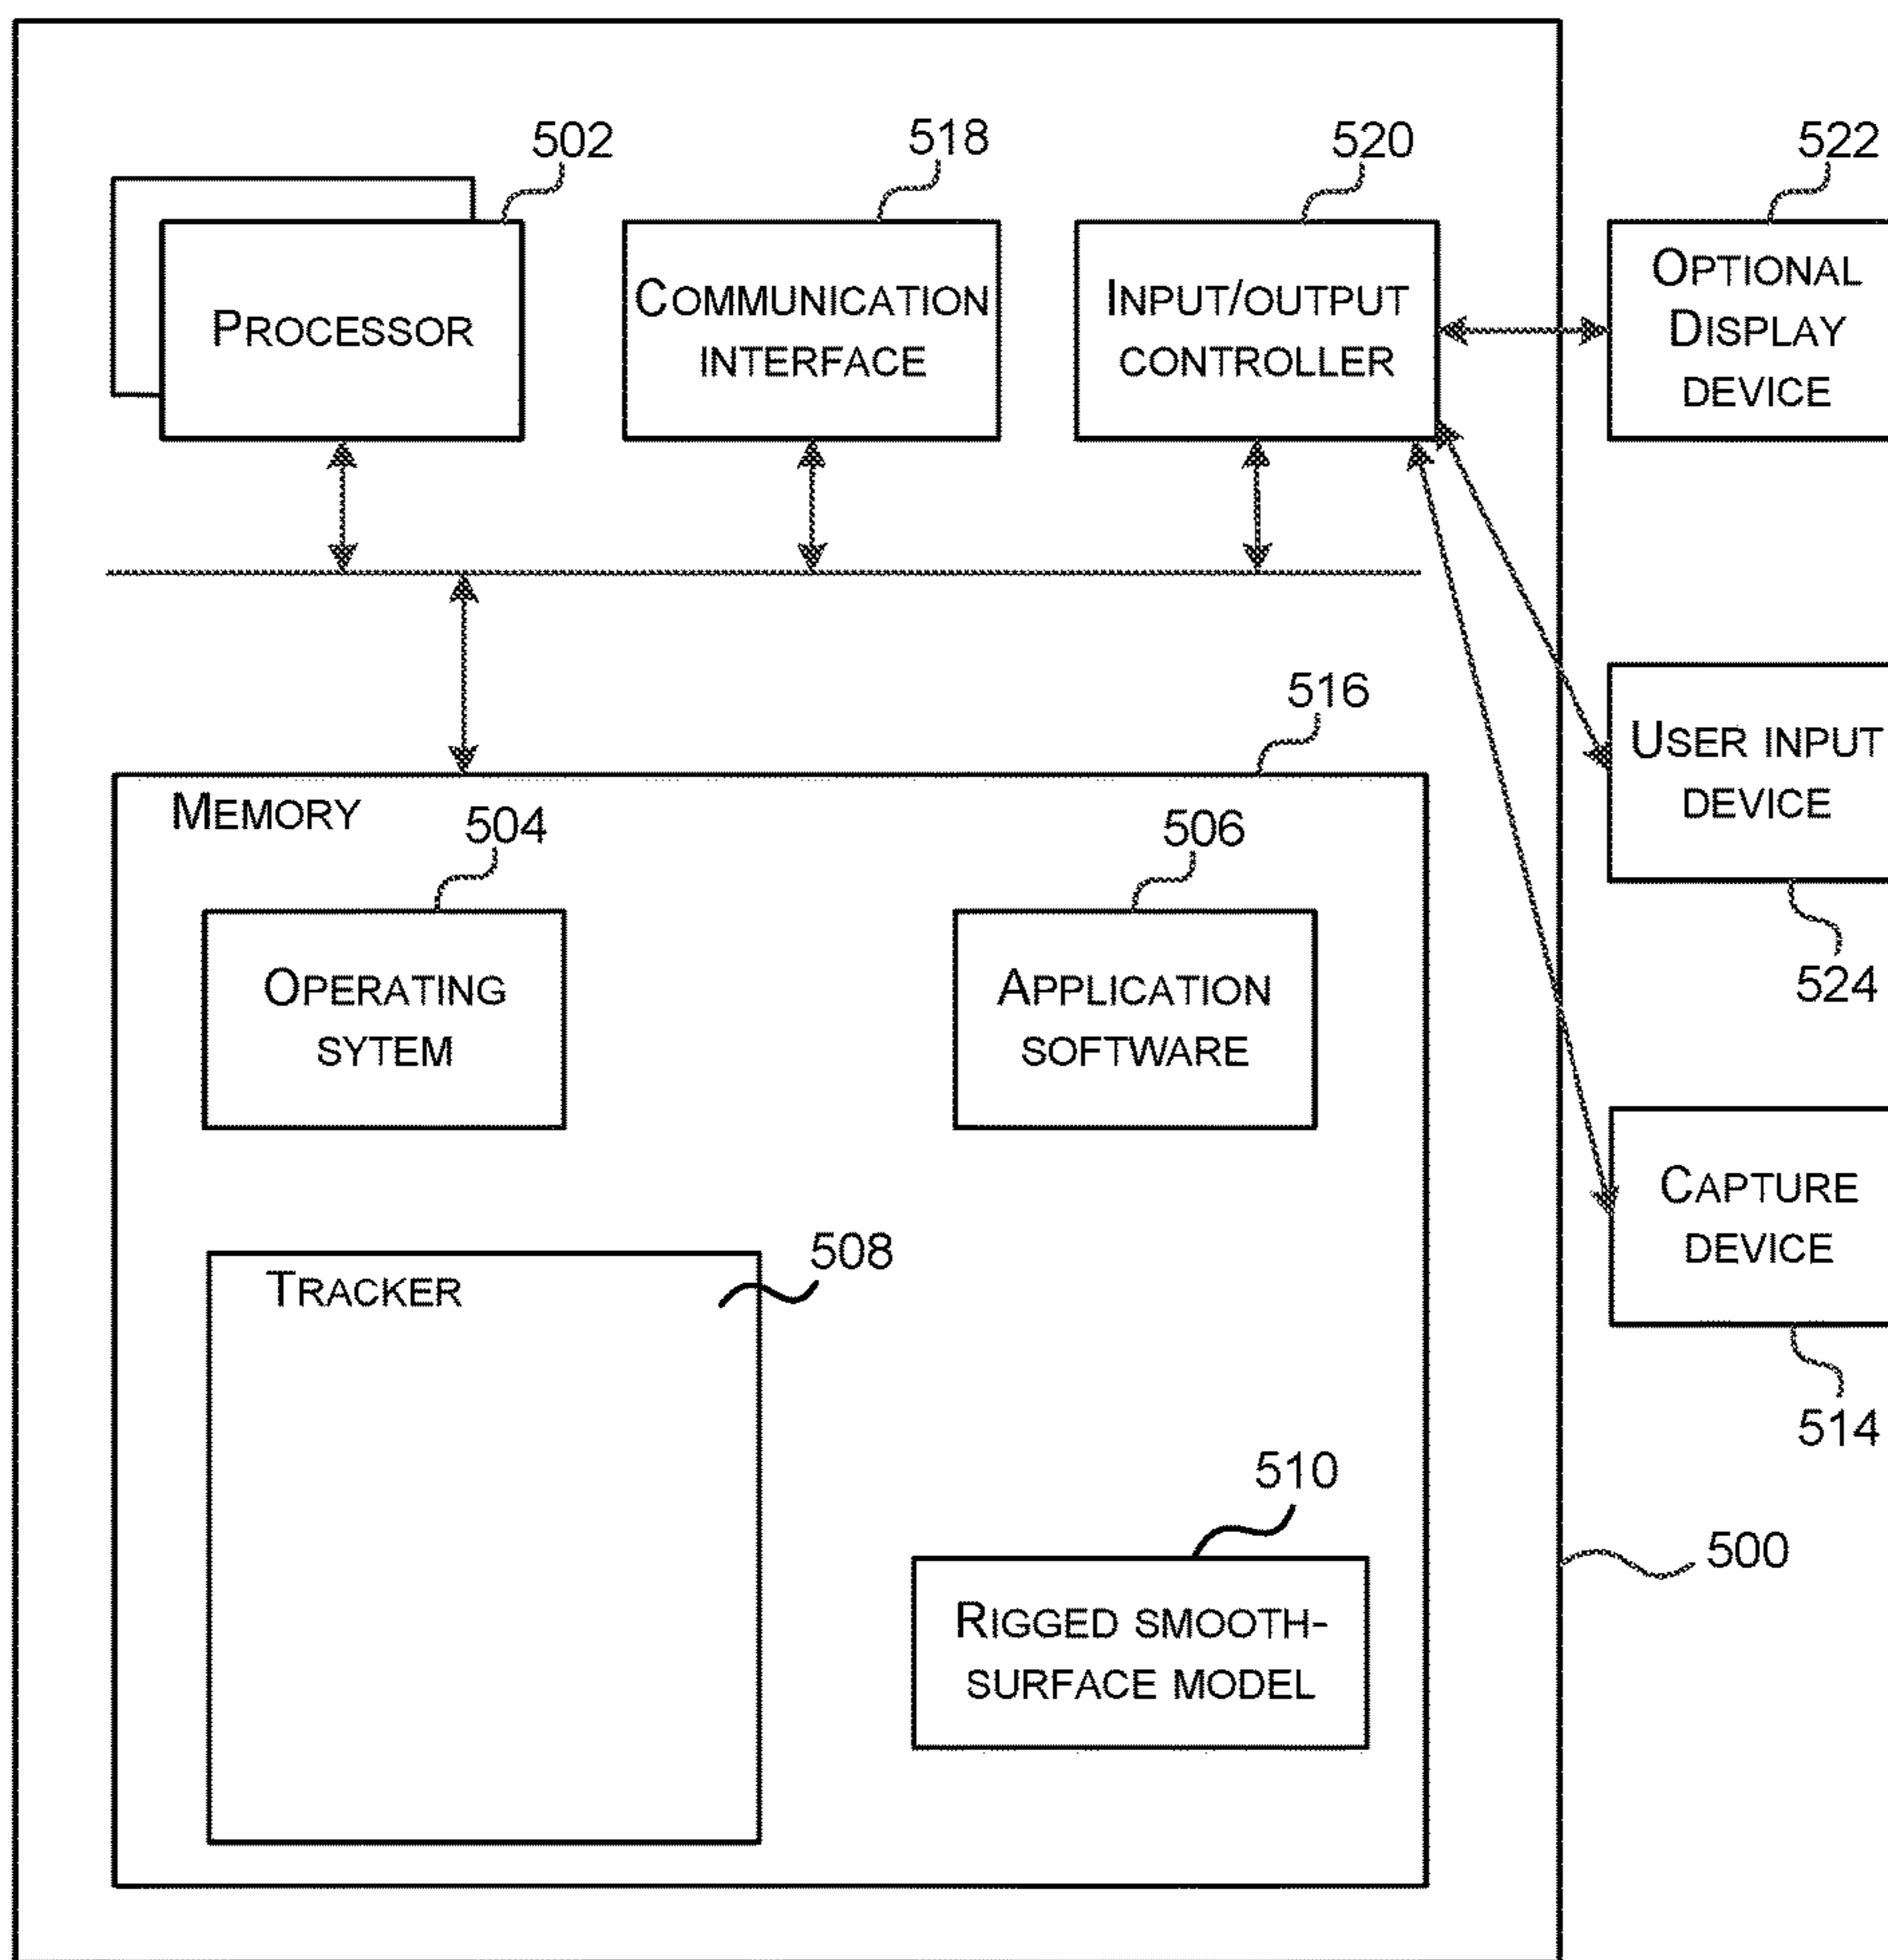 502
518
520
522
PROCESSOR
COMMUNICATION
INTERFACE
INPUT/OUTPUT
CONTROLLER
OPTIONAL
DISPLAY
DEVICE
516
MEMORY
504
506
OPERATING
SYTEM
APPLICATION
SOFTWARE
USER INPUT
DEVICE
524
TRACKER
508
CAPTURE
DEVICE
514
510
RIGGED SMOOTH-
SURFACE MODEL
500